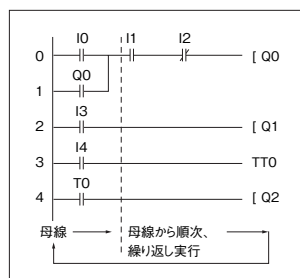 I0 I1 I2
0 [ Q0
Q0
1
I3
2 [ Q1
I4
3 TT0
T0
4 [ Q2
母線 母線から順次、
繰り返し実行